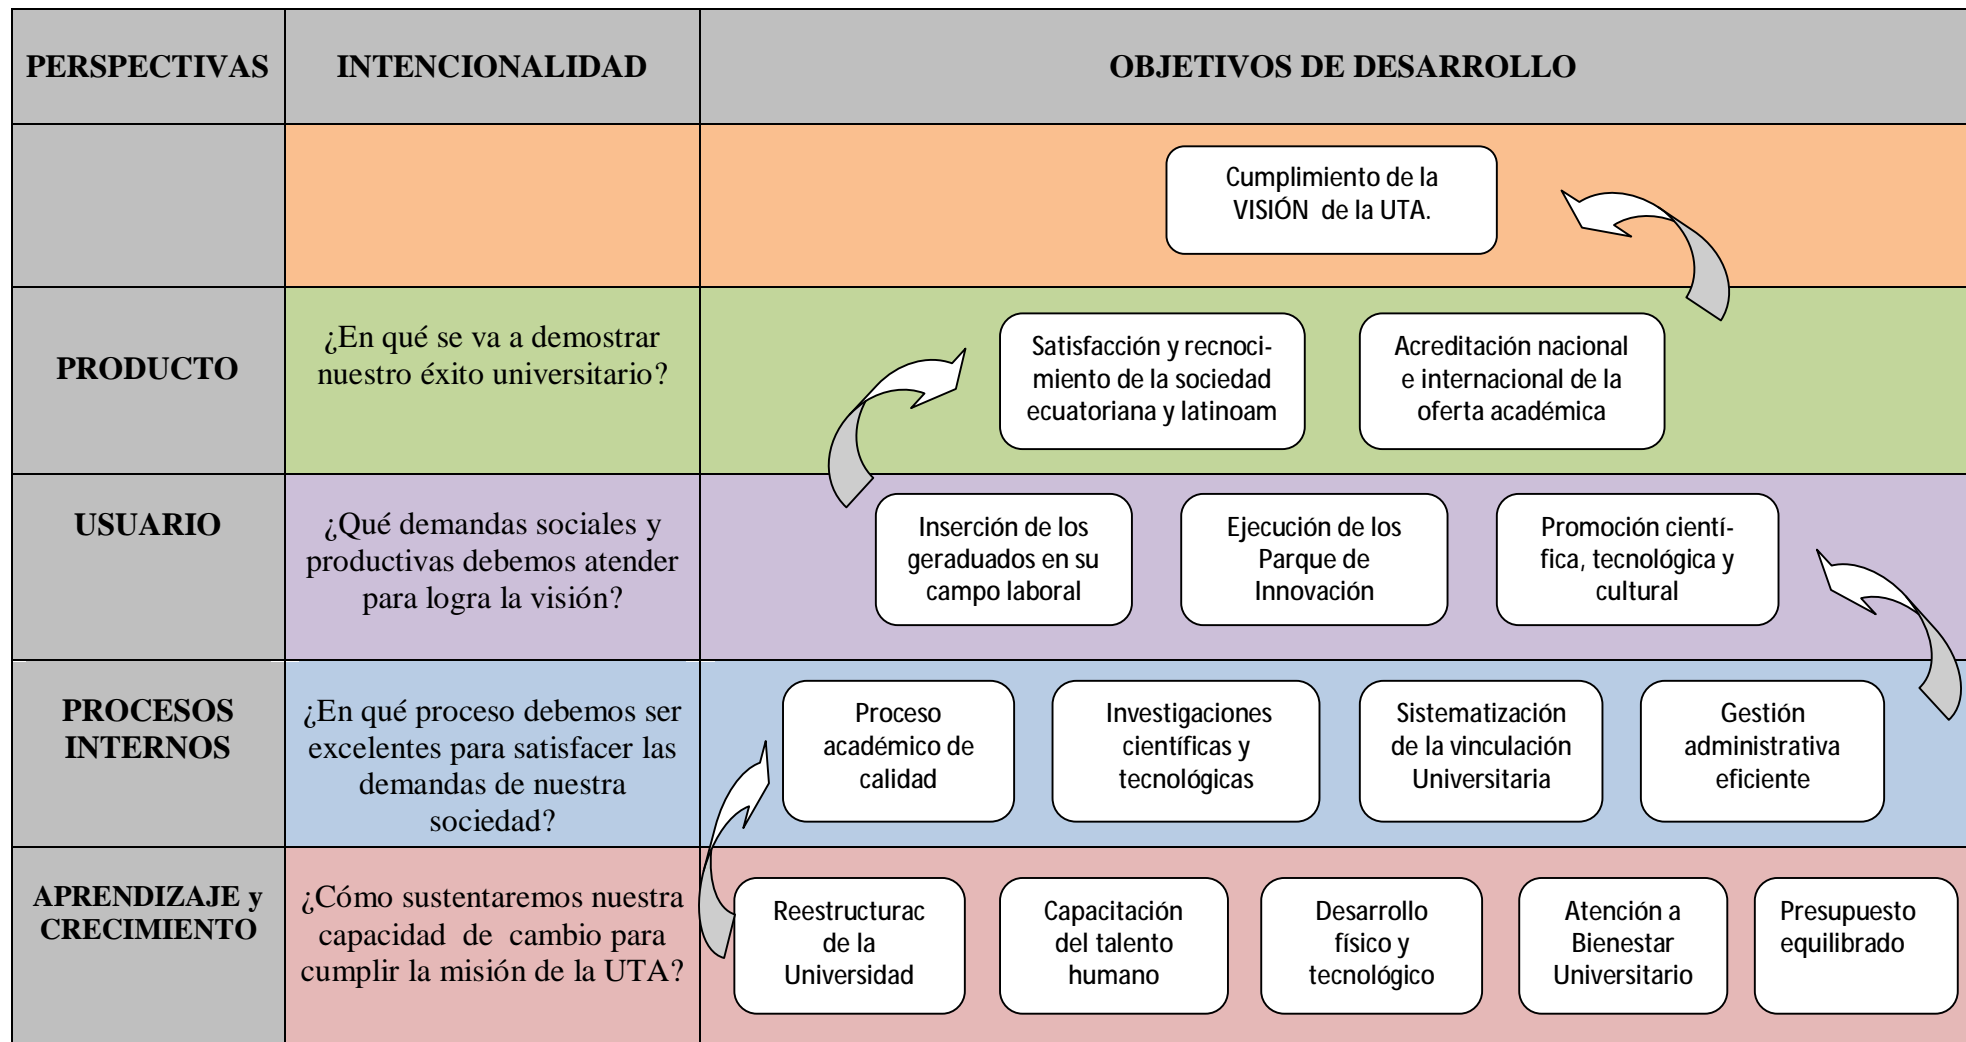 PERSPECTIVAS
INTENCIONALIDAD
OBJETIVOS DE DESARROLLO
Cumplimiento de la
VISIÓN de la UTA.
PRODUCTO
¿En qué se va a demostrar
nuestro éxito universitario?
Satisfacción y recnoci-
miento de la sociedad
ecuatoriana y latinoam
Acreditación nacional
e internacional de la
oferta académica
USUARIO
¿Qué demandas sociales y
productivas debemos atender
para logra la visión?
Inserción de los
geraduados en su
campo laboral
Ejecución de los
Parque de
Innovación
Promoción cientí-
fica, tecnológica y
cultural
PROCESOS
INTERNOS
¿En qué proceso debemos ser
excelentes para satisfacer las
demandas de nuestra
sociedad?
Proceso
académico de
calidad
Investigaciones
científicas y
tecnológicas
Sistematización
de la vinculación
Universitaria
Gestión
administrativa
eficiente
APRENDIZAJE y
CRECIMIENTO
¿Cómo sustentaremos nuestra
capacidad de cambio para
cumplir la misión de la UTA?
Reestructurac
de la
Universidad
Capacitación
del talento
humano
Desarrollo
físico y
tecnológico
Atención a
Bienestar
Universitario
Presupuesto
equilibrado